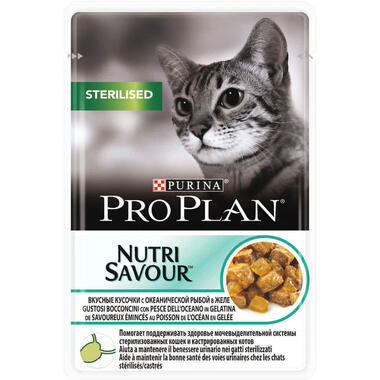 STERILISED
PURINA
PRO PLAN
NUTRI
SAVOUR™
ВКУСНЫЕ КУСОЧКИ С ОКЕАНИЧЕСКОЙ РЫБОЙ В ЖЕЛЕ
GUSTOSI BOCCONCINI CON PESCE DELL'OCEANO IN GELATINA
DE SAVOUREUX ÉMINCÉS AU POISSON DE L'OCÉAN EN GELÉE
Помогает поддерживать здоровье мочевыделительной системы
стерилизованных кошек и кастрированных котов
Aiuta a mantenere il benessere urinario nei gatti sterilizzati
Aide à maintenir la bonne santé des voies urinaires chez les chats
stérilisés/castrés